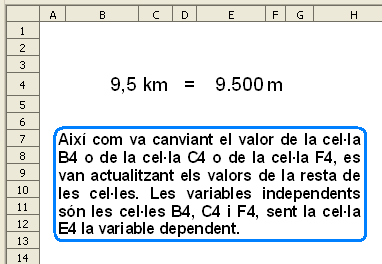 A B C D E F G H
1
2
3
4 9,5 km = 9.500 m
5
6
7 Així com va canviant el valor de la cel·la
8 B4 o de la cel·la C4 o de la cel·la F4, es
9 van actualitzant els valors de la resta de
10 les cel·les. Les variables independents
11 són les cel·les B4, C4 i F4, sent la cel·la
12 E4 la variable dependent.
13
14